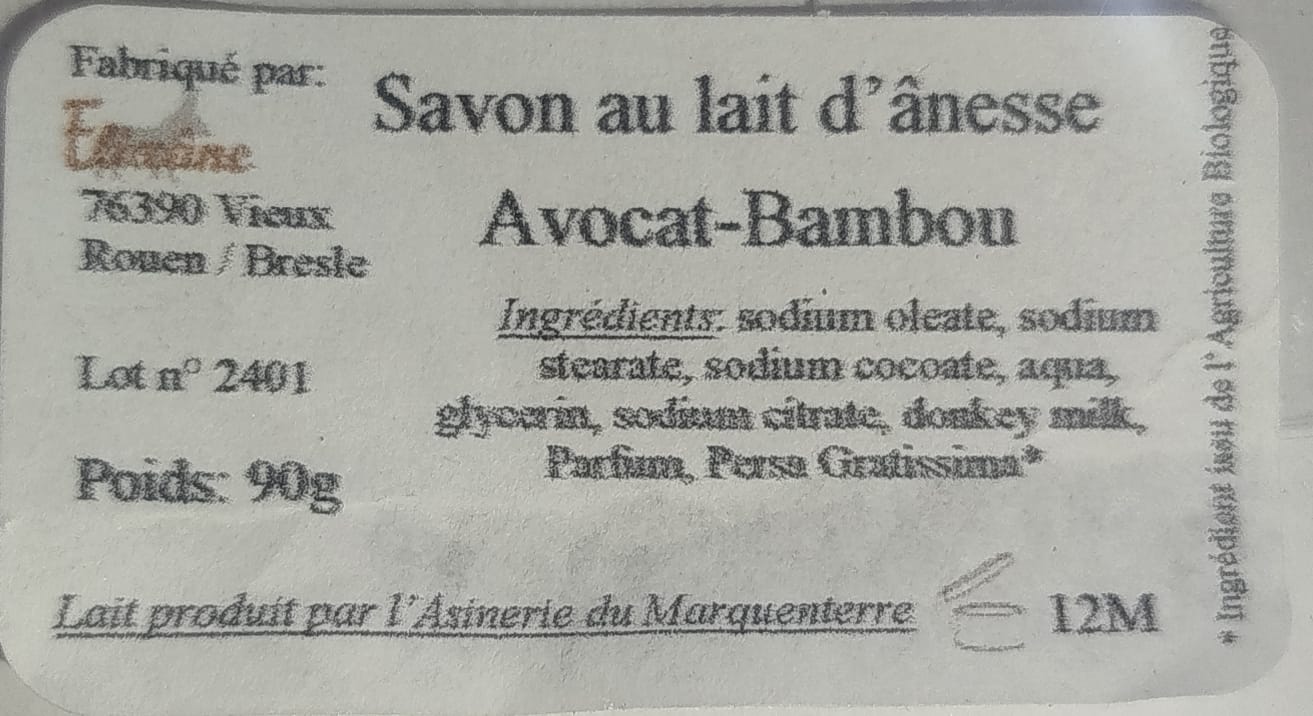 Fabriqué par:
76390 Vieux
Rouen / Bresle
Lot n° 2401
Poids: 90g
Savon au lait d'ânesse
Avocat-Bambou
Ingrédients: sodium oleate, sodium
stearate, sodium cocoate, aqua,
glycerin, sodium citrate, donkey milk,
Parfum, Persa Gratissima*
Lait produit par l'Asinerie du Marquenterre
12M
* Ingrédient issu de l'Agriculture Biologique